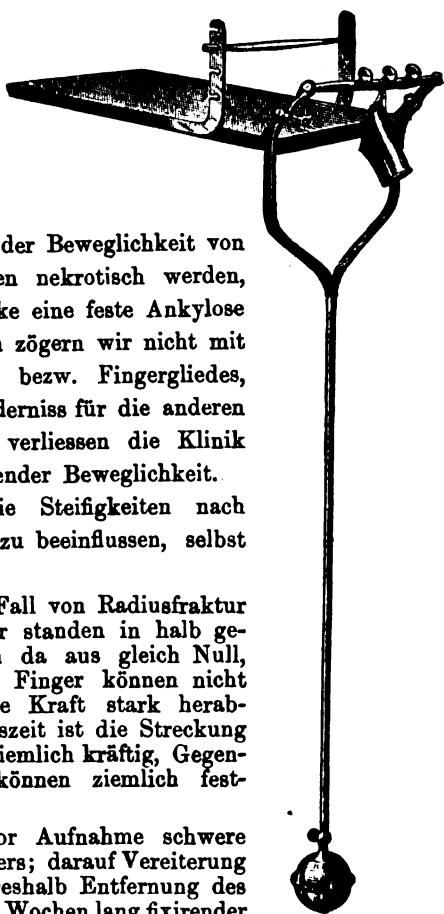 der Beweglichkeit von
en nekrotisch werden,
ke eine feste Ankylose
n zögern wir nicht mit
bezw. Fingergliedes,
derniss für die anderen
verliessen die Klinik
ender Beweglichkeit.
ie Steifigkeiten nach
zu beeinflussen, selbst
Fall von Radiusfraktur
r standen in halb ge-
n da aus gleich Null,
Finger können nicht
e Kraft stark herab-
szeit ist die Streckung
iemlich kräftig, Gegen-
können ziemlich fest-
or Aufnahme schwere
ers; darauf Vereiterung
eshalb Entfernung des
Wochen lang fixirender